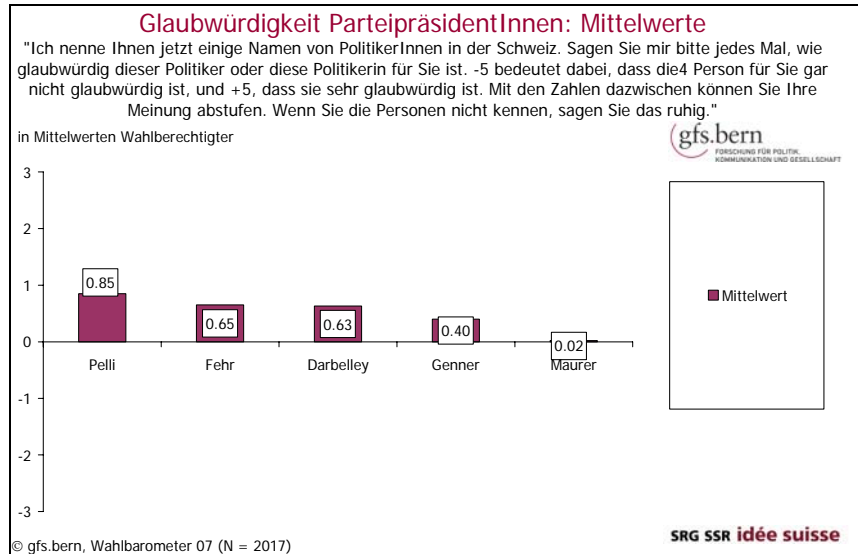 Glaubwürdigkeit ParteipräsidentInnen: Mittelwerte
"Ich nenne Ihnen jetzt einige Namen von PolitikerInnen in der Schweiz. Sagen Sie mir bitte jedes Mal, wie
glaubwürdig dieser Politiker oder diese Politikerin für Sie ist. -5 bedeutet dabei, dass die4 Person für Sie gar
nicht glaubwürdig ist, und +5, dass sie sehr glaubwürdig ist. Mit den Zahlen dazwischen können Sie Ihre
Meinung abstufen. Wenn Sie die Personen nicht kennen, sagen Sie das ruhig."
in Mittelwerten Wahlberechtigter
gfs.bern
FORSCHUNG FÜR POLITIK,
KOMMUNIKATION UND GESELLSCHAFT
3
2
1
0
-1
-2
-3
0.85
0.65
0.63
0.40
0.02
Pelli
Fehr
Darbelley
Genner
Maurer
Mittelwert
© gfs.bern, Wahlbarometer 07 (N = 2017)
SRG SSR idée suisse